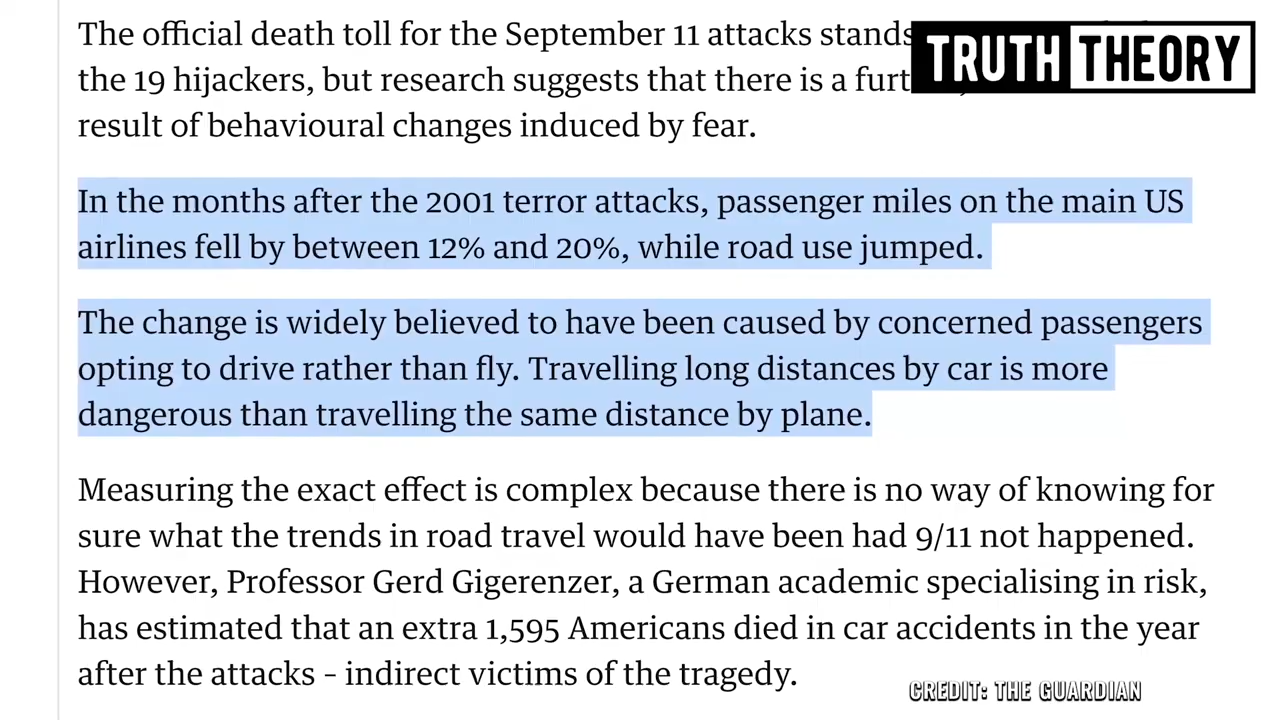 The official death toll for the September 11 attacks stands
TRUTH THEORY
the 19 hijackers, but research suggests that there is a
result of behavioural changes induced by fear.
In the months after the 2001 terror attacks, passenger miles on the main US
airlines fell by between 12% and 20%, while road use jumped.
The change is widely believed to have been caused by concerned passengers
opting to drive rather than fly. Travelling long distances by car is more
dangerous than travelling the same distance by plane.
Measuring the exact effect is complex because there is no way of knowing for
sure what the trends in road travel would have been had 9/11 not happened.
However, Professor Gerd Gigerenzer, a German academic specialising in risk,
has estimated that an extra 1,595 Americans died in car accidents in the year
after the attacks – indirect victims of the tragedy.
CREDIT: THE GUARDIAN